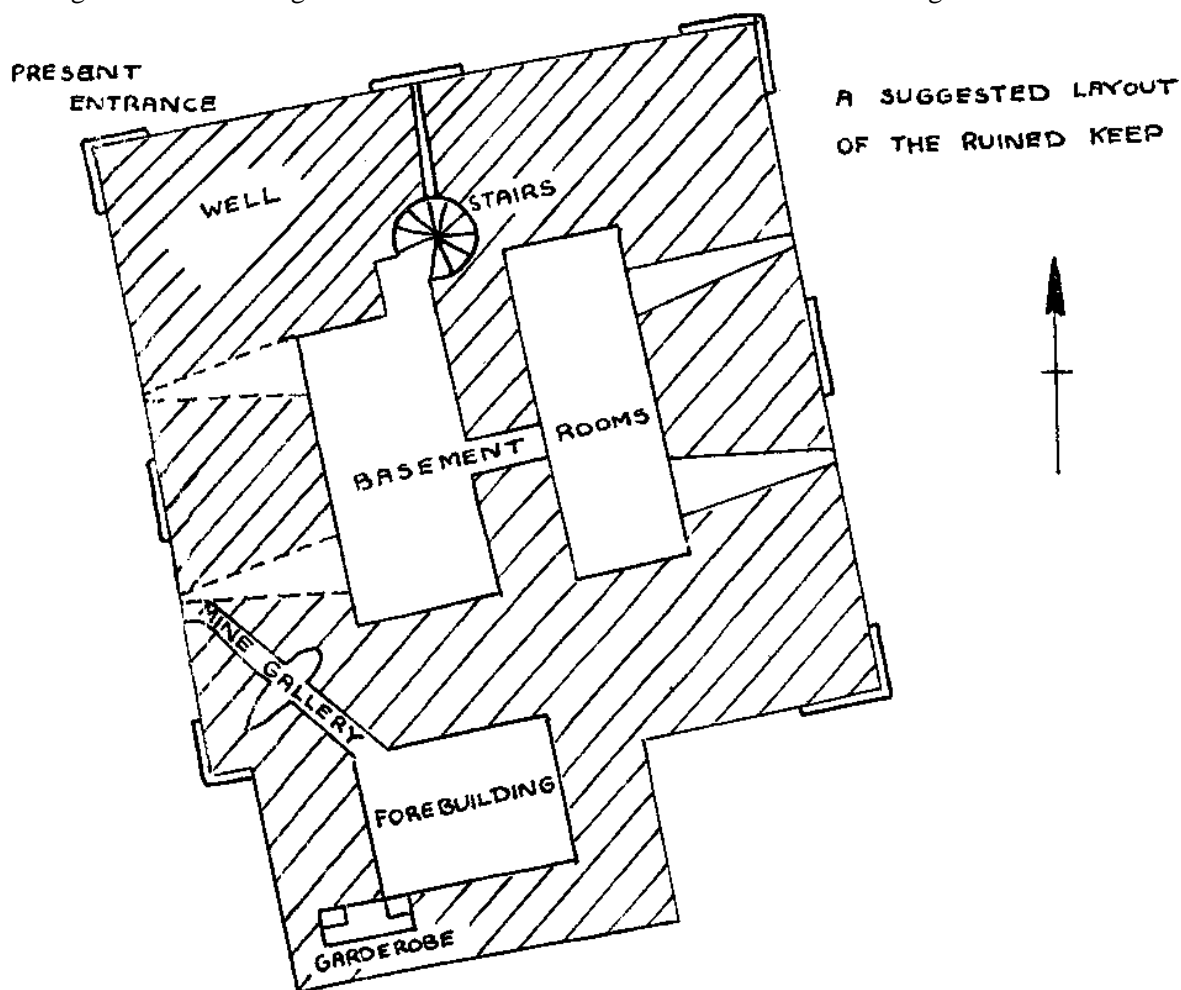 PRESENT
ENTRANCE
A SUGGESTED LAYOUT
OF THE RUINED KEEP
WELL
STAIRS
BASEMENT ROOMS
MINE GALLERY
FOREBUILDING
GARDEROBE